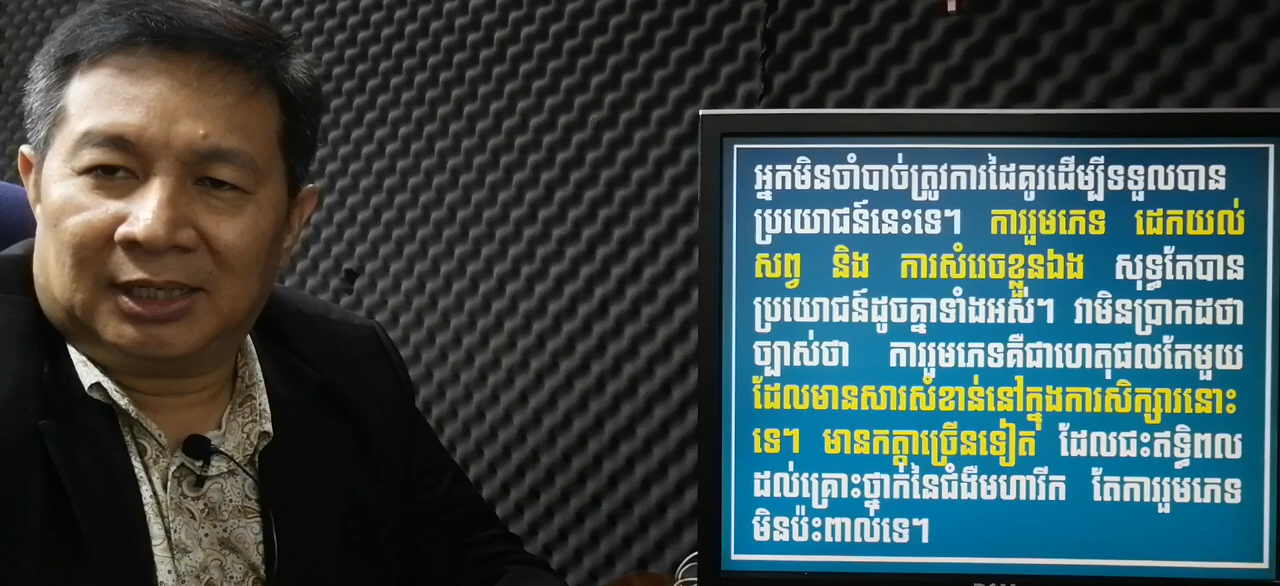 អ្នកមិនចាំបាច់ត្រូវការដៃគូរដើម្បីទទួលបាន
ប្រយោជន៍នេះទេ។ ការរួមភេទ ដេកយល់
សព្វ និង ការសំរេចខ្លួនឯង សុទ្ធតែបាន
ប្រយោជន៍ដូចគ្នាទាំងអស់។ វាមិនប្រាកដថា
ច្បាស់ថា ការរួមភេទគឺជាហេតុផលតែមួយ
ដែលមានសារសំខាន់នៅក្នុងការសិក្សារនោះ
ទេ។ មានកត្តាច្រើនទៀត ដែលជះឥទ្ធិពល
ដល់គ្រោះថ្នាក់នៃជំងឺមហារីក តែការរួមភេទ
មិនប៉ះពាល់ទេ។